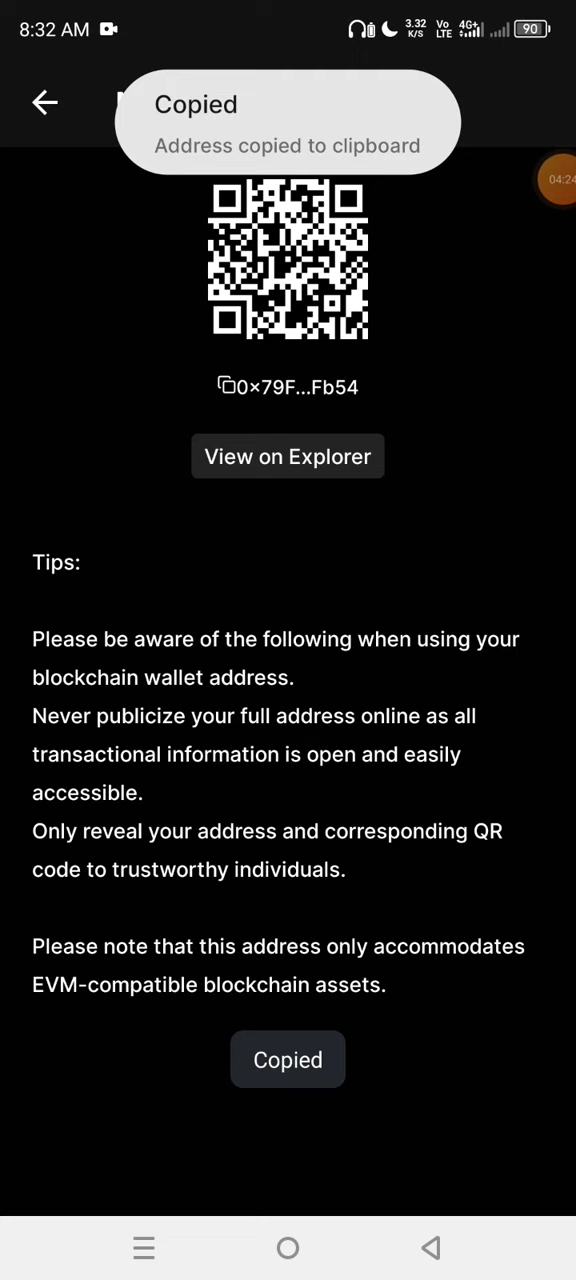 8:32 AM
3.32 K/S
Vo LTE
4G+
90
Copied
Address copied to clipboard
04:24
0×79F...Fb54
View on Explorer
Tips:
Please be aware of the following when using your
blockchain wallet address.
Never publicize your full address online as all
transactional information is open and easily
accessible.
Only reveal your address and corresponding QR
code to trustworthy individuals.
Please note that this address only accommodates
EVM-compatible blockchain assets.
Copied